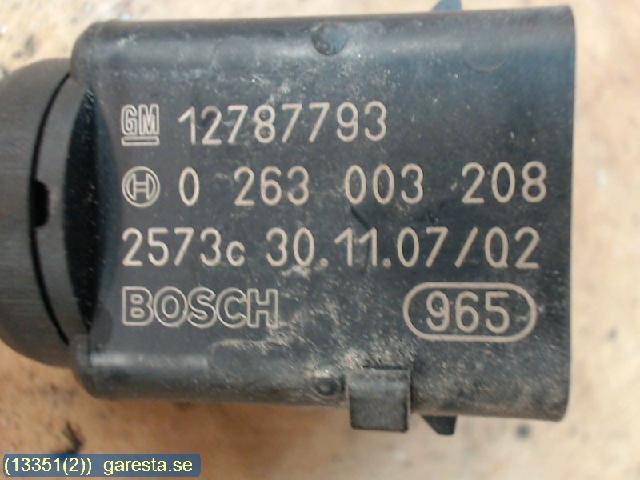 GM 12787793
0 263 003 208
2573c 30.11.07/02
BOSCH 965
(13351(2)) garesta.se